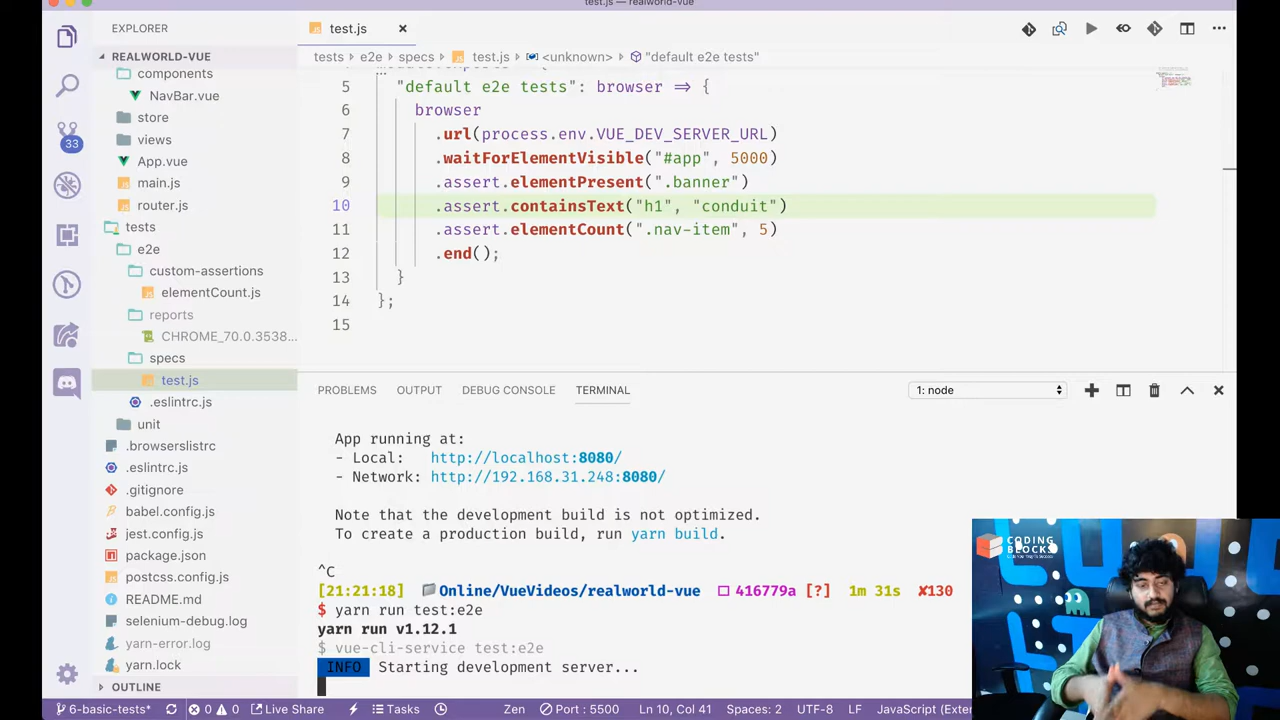 test.js — realworld-vue
EXPLORER
REALWORLD-VUE
components
NavBar.vue
store
views
App.vue
main.js
router.js
tests
e2e
custom-assertions
elementCount.js
reports
CHROME_70.0.3538...
specs
test.js
.eslintrc.js
unit
.browserslistrc
.eslintrc.js
.gitignore
babel.config.js
jest.config.js
package.json
postcss.config.js
README.md
selenium-debug.log
yarn-error.log
yarn.lock
OUTLINE
33
test.js
tests e2e specs test.js <unknown> "default e2e tests"
5 "default e2e tests": browser => {
6 browser
7 .url(process.env.VUE_DEV_SERVER_URL)
8 .waitForElementVisible("#app", 5000)
9 .assert.elementPresent(".banner")
10 .assert.containsText("h1", "conduit")
11 .assert.elementCount(".nav-item", 5)
12 .end();
13 }
14 };
15
PROBLEMS OUTPUT DEBUG CONSOLE TERMINAL 1: node
App running at:
- Local: http://localhost:8080/
- Network: http://192.168.31.248:8080/
Note that the development build is not optimized.
To create a production build, run yarn build.
^C
[21:21:18] Online/VueVideos/realworld-vue 416779a [?] 1m 31s ✘130
$ yarn run test:e2e
yarn run v1.12.1
$ vue-cli-service test:e2e
INFO Starting development server...
CODING
BLOCKS
6-basic-tests* 0 0 Live Share Tasks Zen Port : 5500 Ln 10, Col 41 Spaces: 2 UTF-8 LF JavaScript (Exten